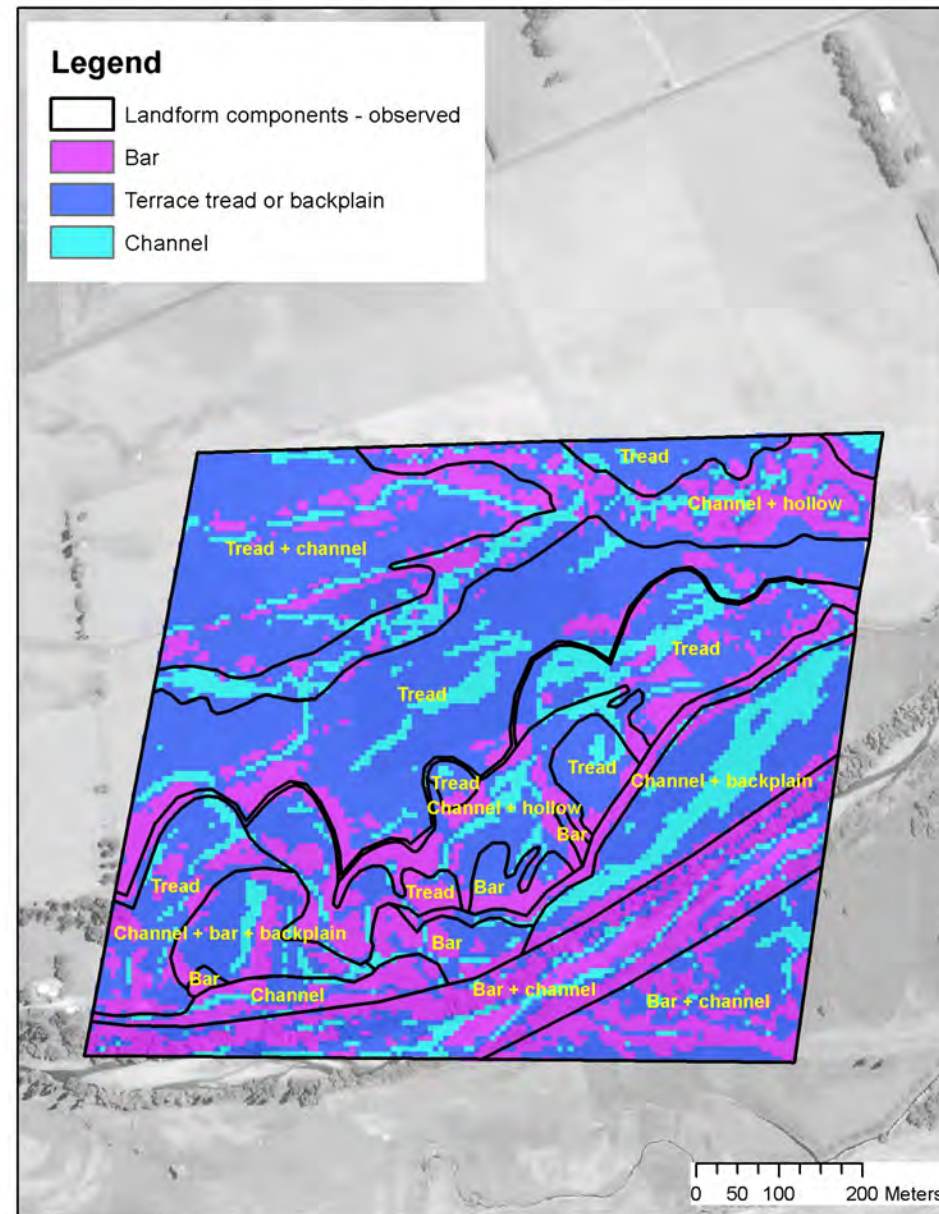 Legend
Landform components - observed
Bar
Terrace tread or backplain
Channel
Tread
Channel + hollow
Tread + channel
Tread
Tread
Tread
Channel + backplain
Tread
Channel + hollow
Bar
Tread
Tread
Bar
Channel + bar + backplain
Bar
Bar
Channel
Bar + channel
Bar + channel
0 50 100 200 Meters